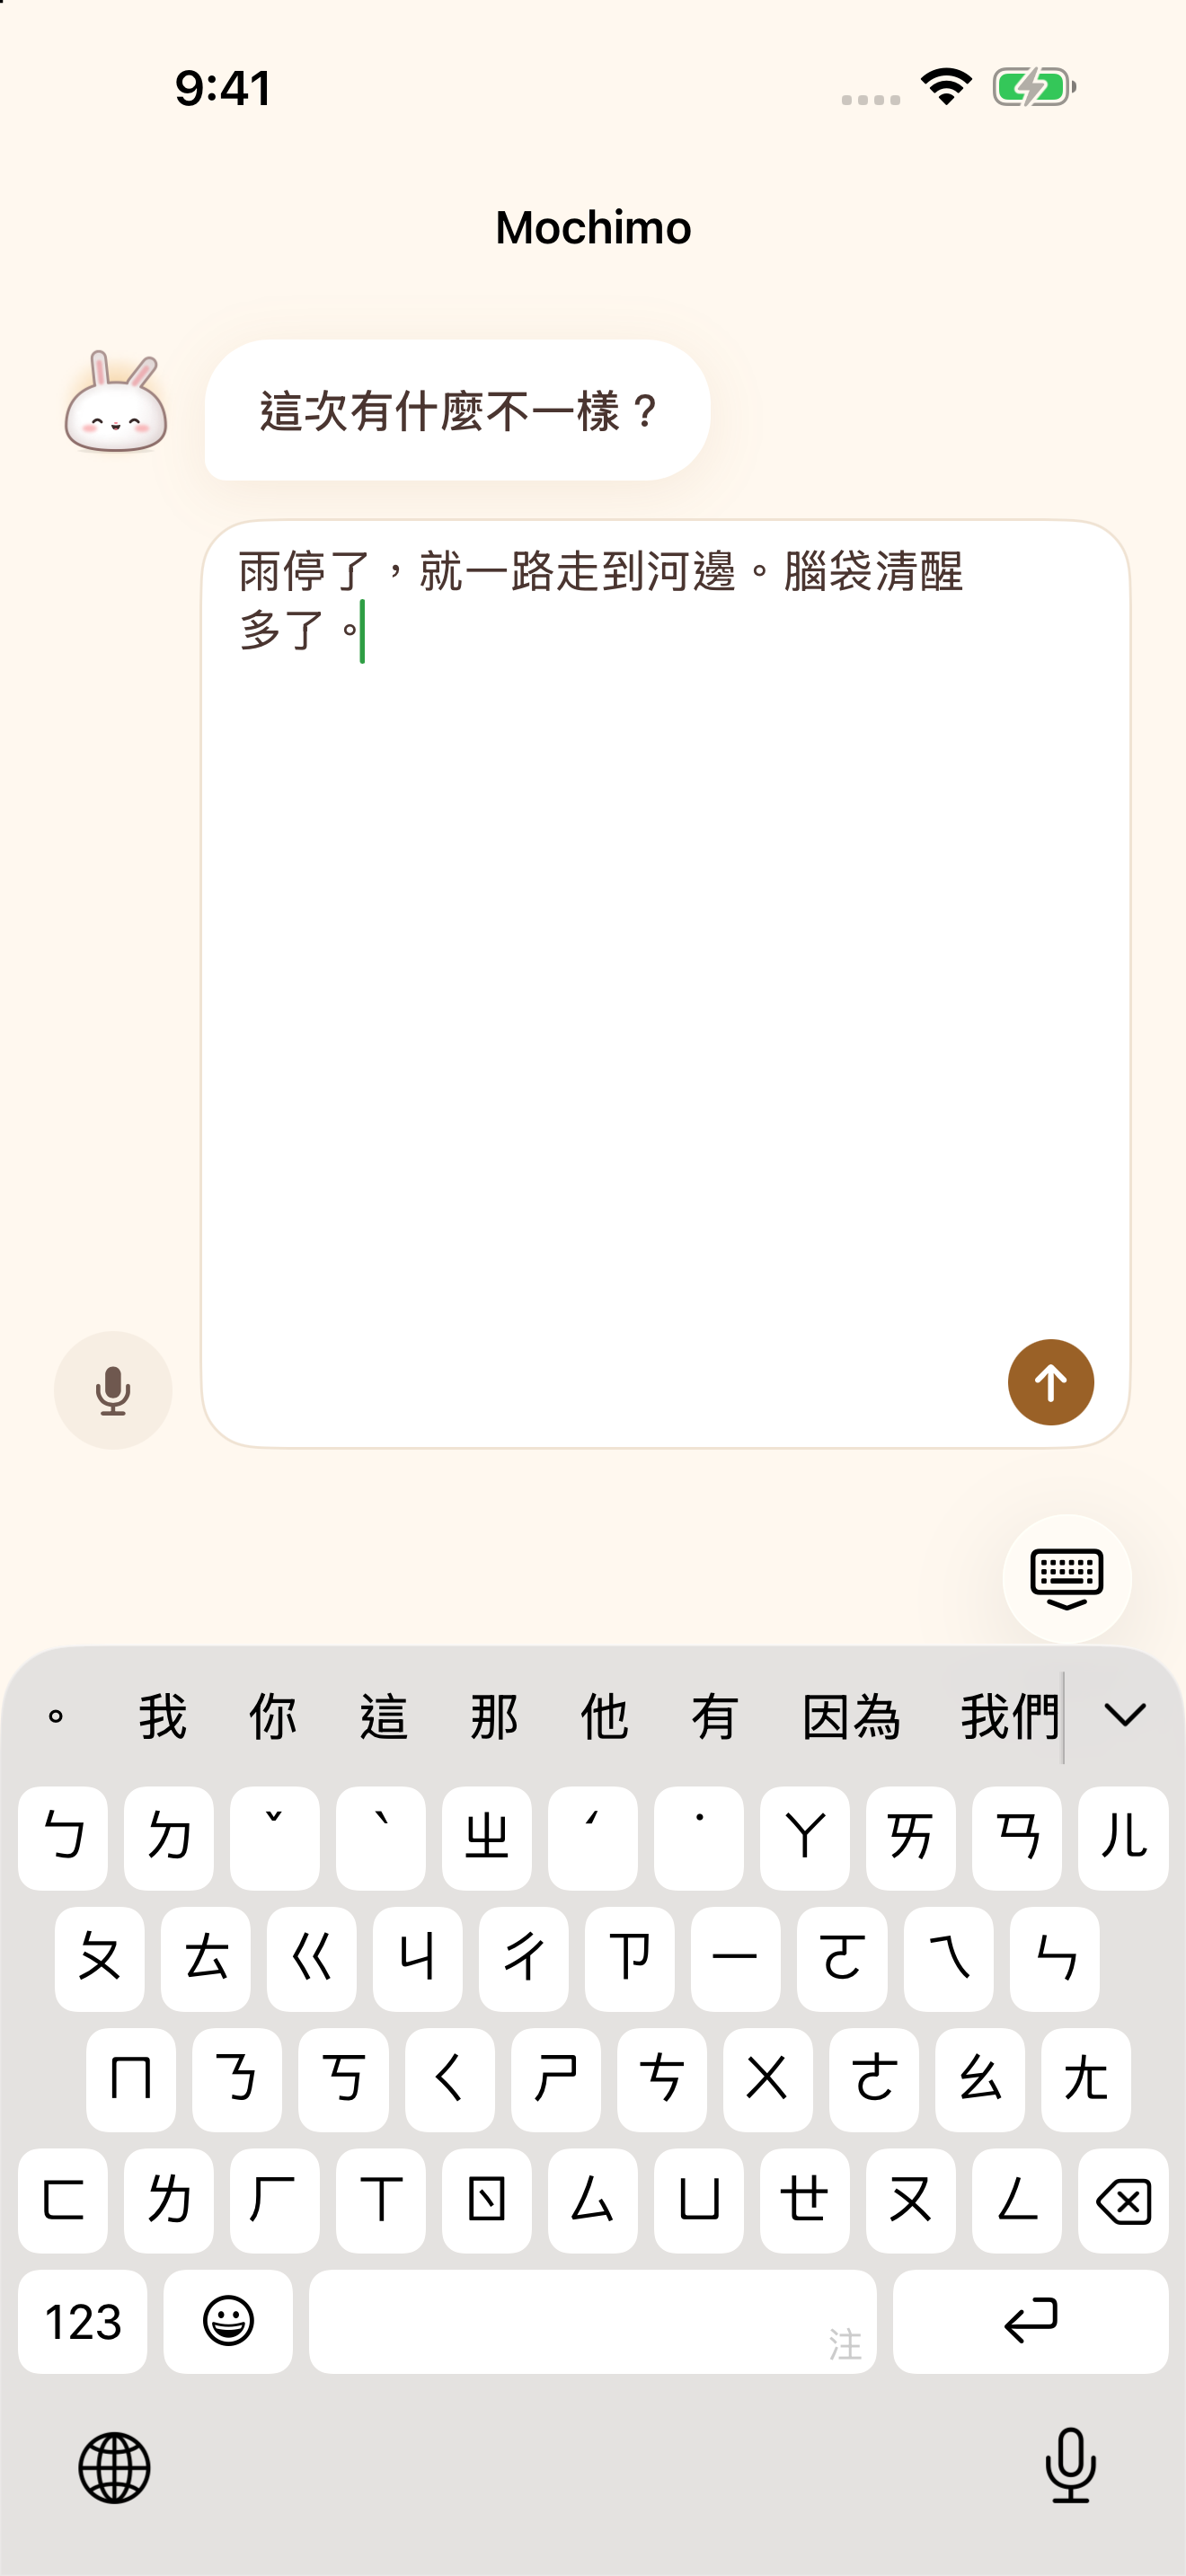 9:41
Mochimo
這次有什麼不一樣？
雨停了，就一路走到河邊。腦袋清醒
多了。
。 我 你 這 那 他 有 因為 我們
ㄅ ㄉ ˇ ˋ ㄓ ˊ ˙ ㄚ ㄞ ㄢ ㄦ
ㄆ ㄊ ㄍ ㄐ ㄔ ㄗ ㄧ ㄛ ㄟ ㄣ
ㄇ ㄋ ㄎ ㄑ ㄕ ㄘ ㄨ ㄜ ㄠ ㄤ
ㄈ ㄌ ㄏ ㄒ ㄖ ㄙ ㄩ ㄝ ㄡ ㄥ
123 注